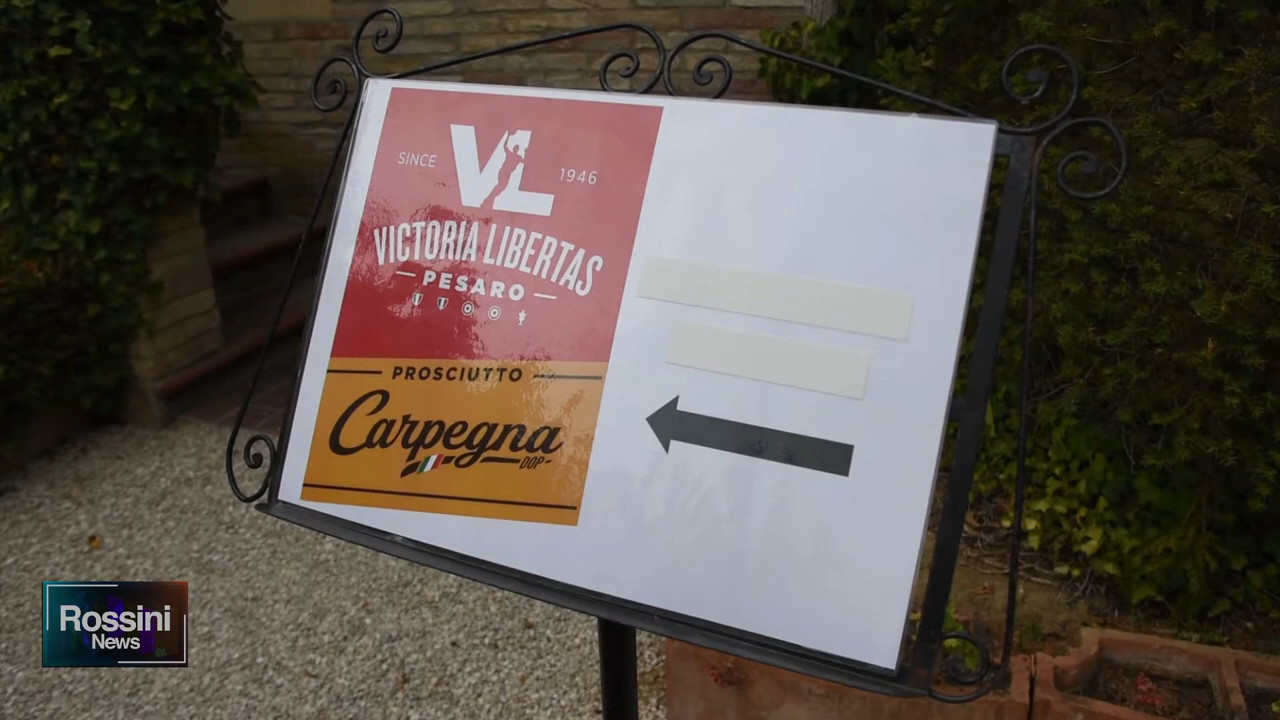 SINCE
VL
1946
VICTORIA LIBERTAS
PESARO
PROSCIUTTO
Carpegna
DOP
Rossini
News